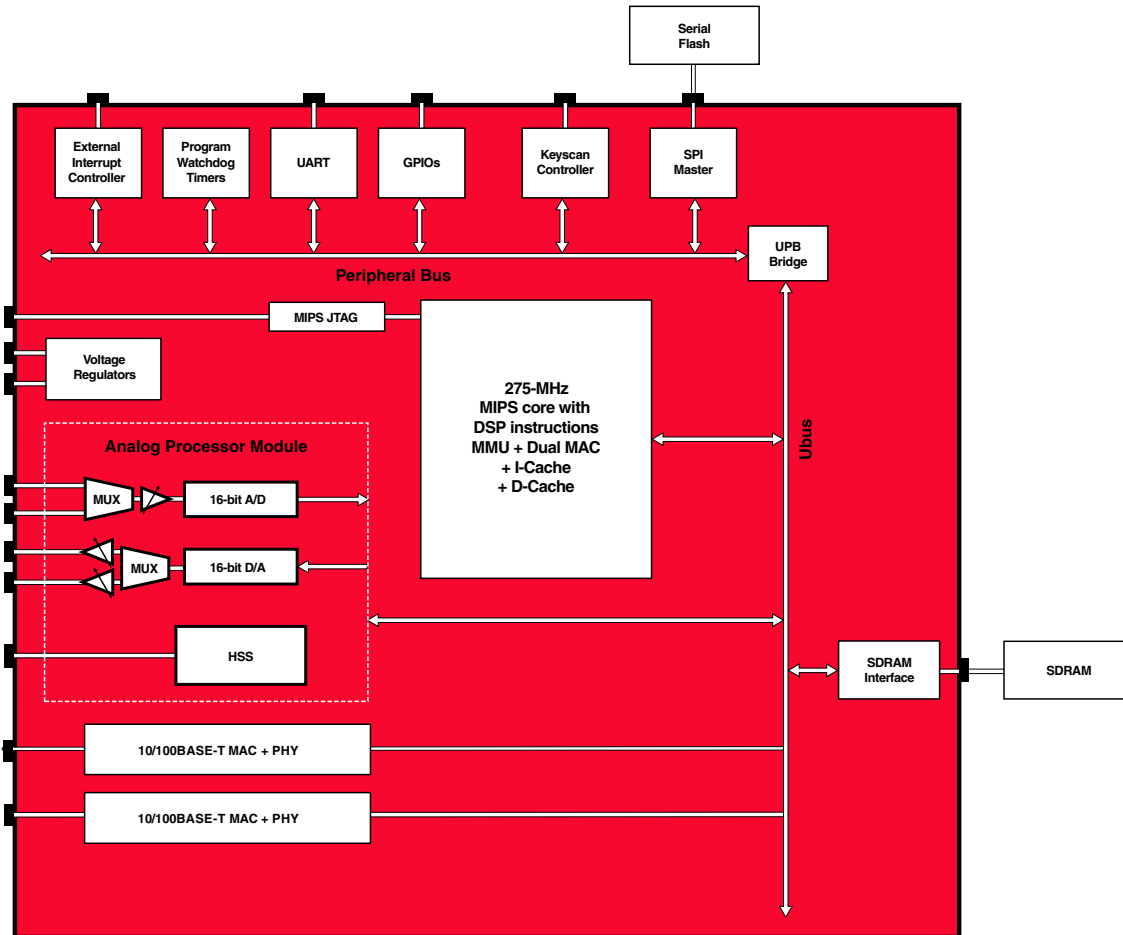 Serial
Flash
External
Interrupt
Controller
Program
Watchdog
Timers
UART
GPIOs
Keyscan
Controller
SPI
Master
UPB
Bridge
Peripheral Bus
MIPS JTAG
Voltage
Regulators
275-MHz
MIPS core with
DSP instructions
MMU + Dual MAC
+ I-Cache
+ D-Cache
Ubus
Analog Processor Module
MUX
16-bit A/D
MUX
16-bit D/A
HSS
SDRAM
Interface
SDRAM
10/100BASE-T MAC + PHY
10/100BASE-T MAC + PHY